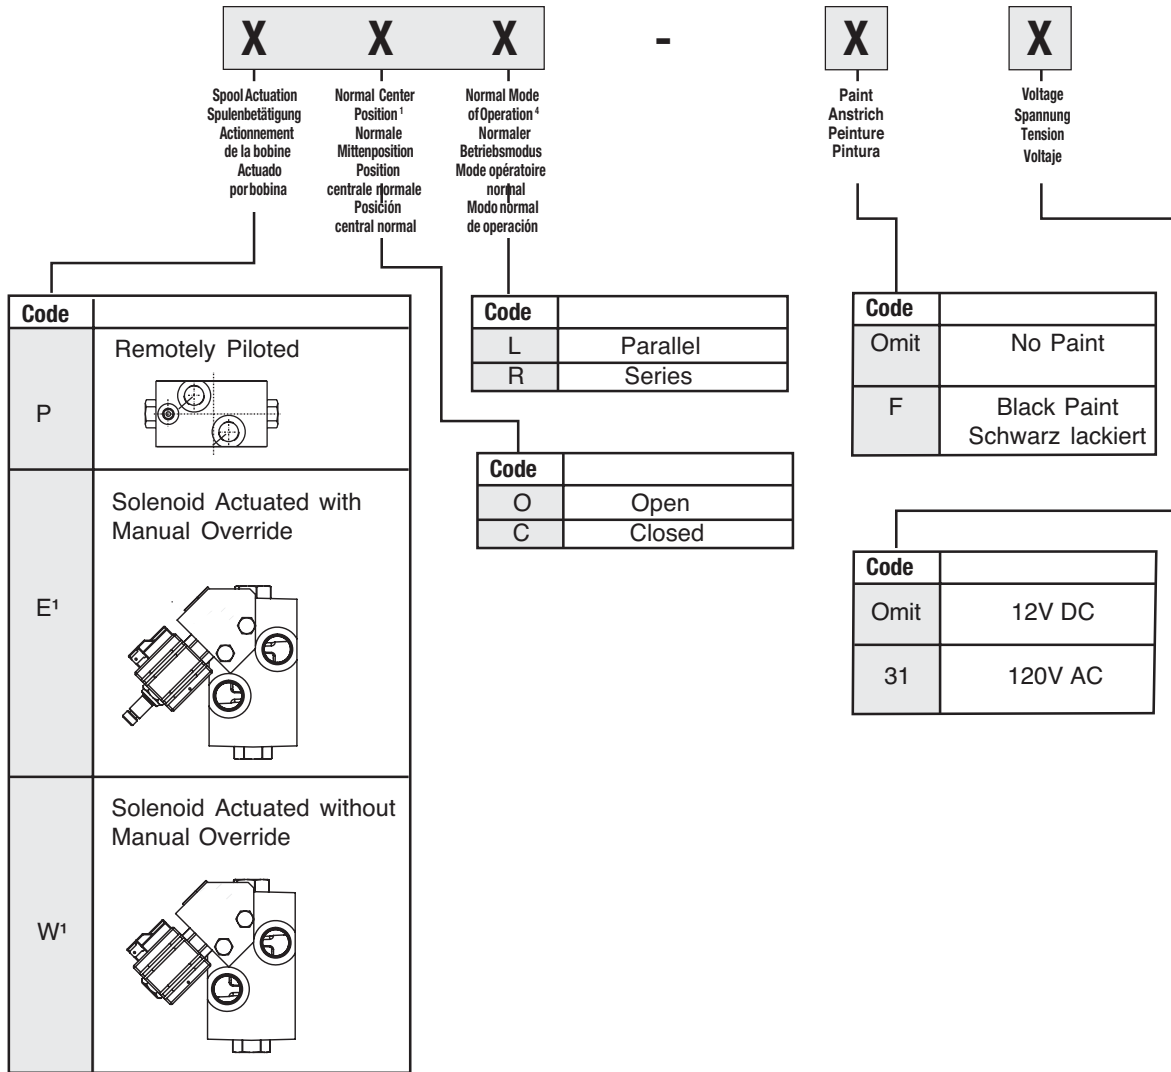 X X X - X X
Spool Actuation
Spulenbetätigung
Actionnement
de la bobine
Actuado
por bobina
Normal Center
Position ¹
Normale
Mittenposition
Position
centrale normale
Posición
central normal
Normal Mode
of Operation ⁴
Normaler
Betriebsmodus
Mode opératoire
normal
Modo normal
de operación
Paint
Anstrich
Peinture
Pintura
Voltage
Spannung
Tension
Voltaje
Code
P Remotely Piloted
E¹ Solenoid Actuated with
Manual Override
W¹ Solenoid Actuated without
Manual Override
Code
L Parallel
R Series
Code
O Open
C Closed
Code
Omit No Paint
F Black Paint
Schwarz lackiert
Code
Omit 12V DC
31 120V AC